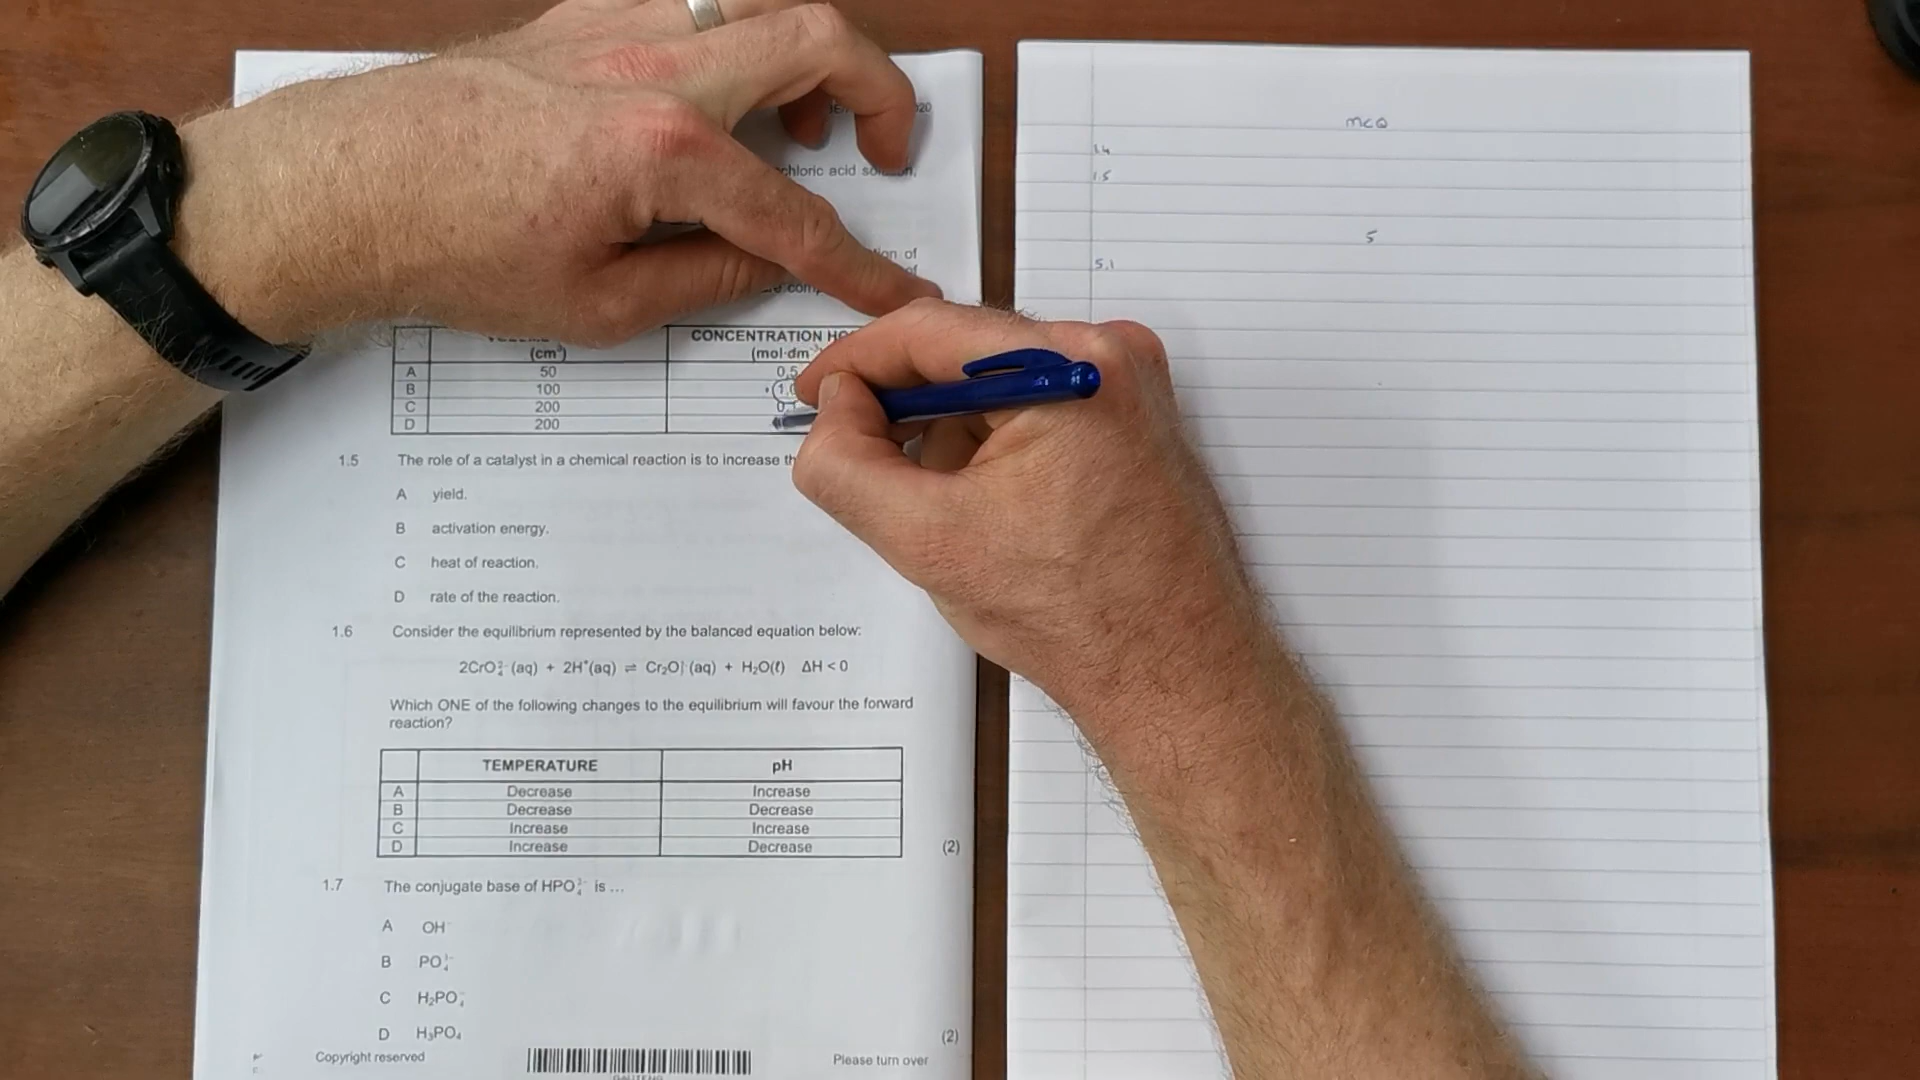 20
chloric acid
of
of
CONCENTRATION
(cm³) (mol·dm
A 50 0,5
B 100 1,0
C 200
D 200
1.5 The role of a catalyst in a chemical reaction is to increase
A yield.
B activation energy.
C heat of reaction.
D rate of the reaction.
1.6 Consider the equilibrium represented by the balanced equation below:
2CrO₄²⁻(aq) + 2H⁺(aq) ⇌ Cr₂O₇²⁻(aq) + H₂O(ℓ) ΔH < 0
Which ONE of the following changes to the equilibrium will favour the forward
reaction?
TEMPERATURE pH
A Decrease Increase
B Decrease Decrease
C Increase Increase
D Increase Decrease (2)
1.7 The conjugate base of HPO₄²⁻ is ...
A OH⁻
B PO₄³⁻
C H₂PO₄⁻
D H₃PO₄ (2)
Copyright reserved Please turn over
MCQ
1.4
1.5
5
5.1